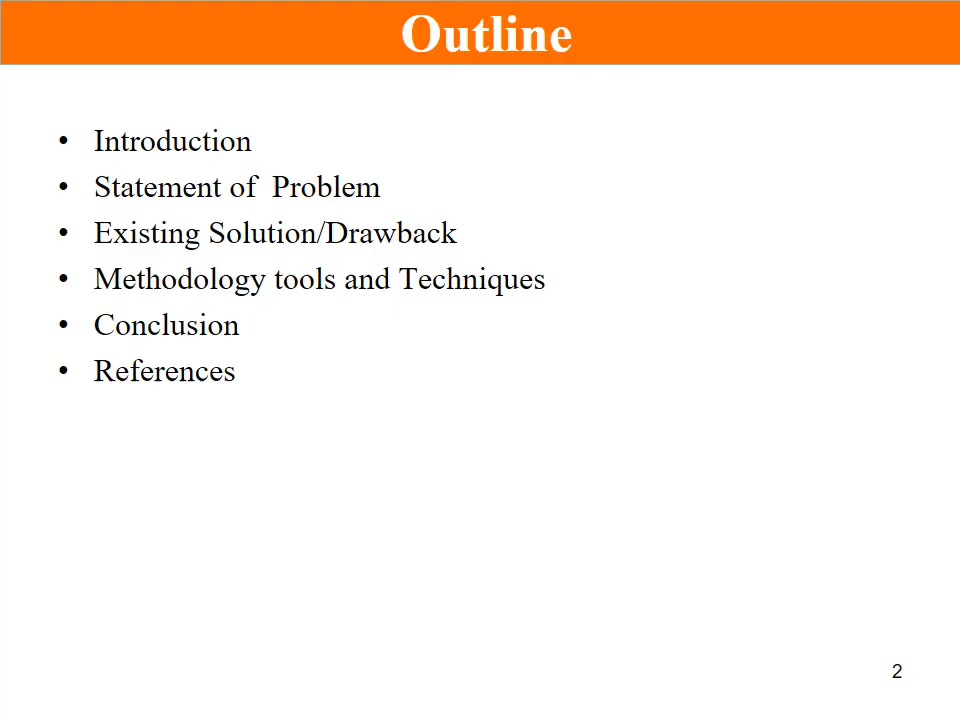 Outline
• Introduction
• Statement of  Problem
• Existing Solution/Drawback
• Methodology tools and Techniques
• Conclusion
• References
2